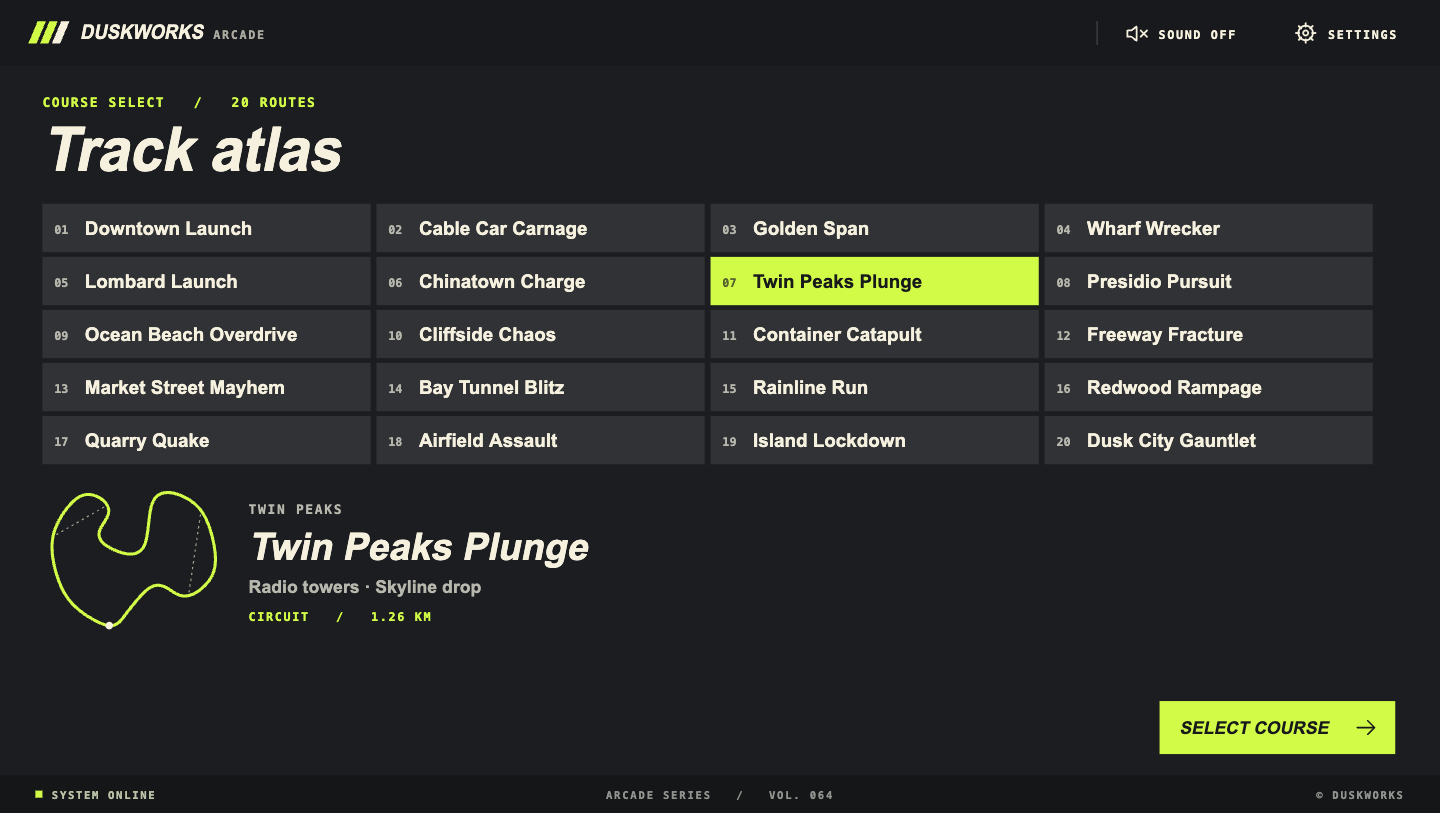 DUSKWORKS ARCADE
SOUND OFF
SETTINGS
COURSE SELECT / 20 ROUTES
Track atlas
01 Downtown Launch
02 Cable Car Carnage
03 Golden Span
04 Wharf Wrecker
05 Lombard Launch
06 Chinatown Charge
07 Twin Peaks Plunge
08 Presidio Pursuit
09 Ocean Beach Overdrive
10 Cliffside Chaos
11 Container Catapult
12 Freeway Fracture
13 Market Street Mayhem
14 Bay Tunnel Blitz
15 Rainline Run
16 Redwood Rampage
17 Quarry Quake
18 Airfield Assault
19 Island Lockdown
20 Dusk City Gauntlet
TWIN PEAKS
Twin Peaks Plunge
Radio towers · Skyline drop
CIRCUIT / 1.26 KM
SELECT COURSE
SYSTEM ONLINE
ARCADE SERIES / VOL. 064
© DUSKWORKS